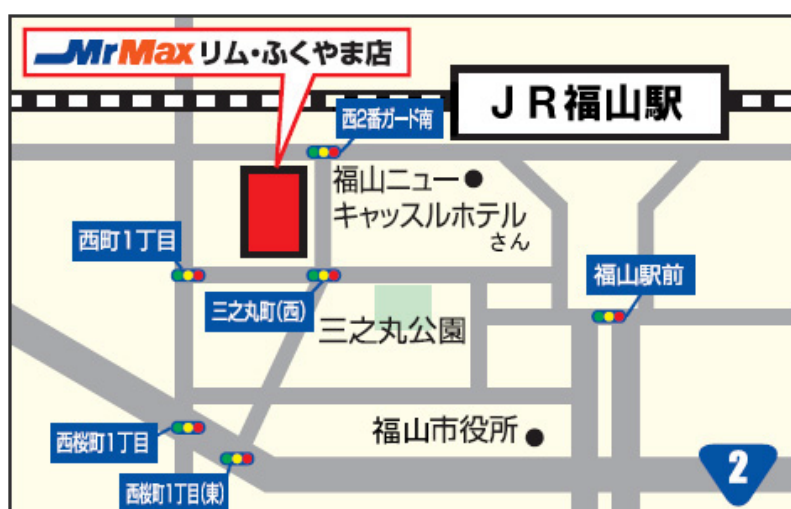 MrMax リム・ふくやま店
JR福山駅
西2番ガード南
福山ニュー
キャッスルホテル
さん
西町1丁目
三之丸町(西)
福山駅前
三之丸公園
西桜町1丁目
福山市役所
西桜町1丁目(東)
2